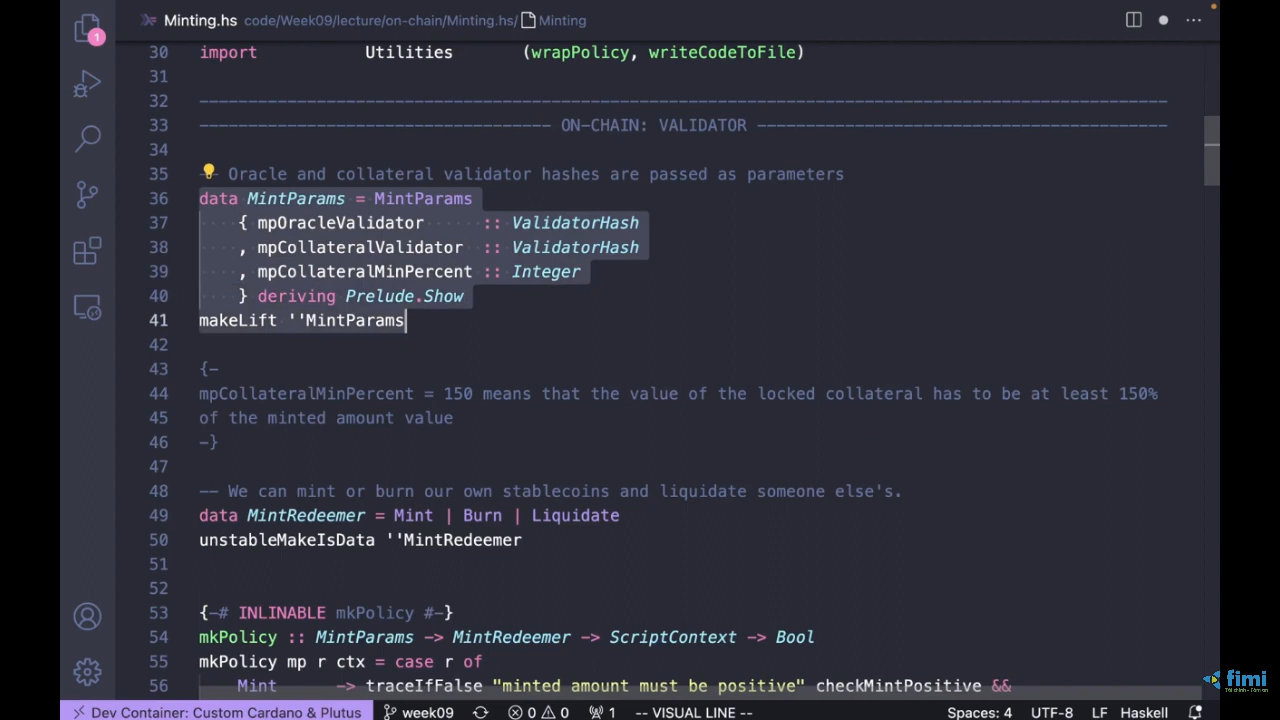 Minting.hs code/Week09/lecture/on-chain/Minting.hs/ Minting
1
30 import Utilities (wrapPolicy, writeCodeToFile)
31
32 ----------------------------------------------------------------------------------------------------
33 ------------------------------------ ON-CHAIN: VALIDATOR ------------------------------------------
34
35 -- Oracle and collateral validator hashes are passed as parameters
36 data MintParams = MintParams
37 { mpOracleValidator :: ValidatorHash
38 , mpCollateralValidator :: ValidatorHash
39 , mpCollateralMinPercent :: Integer
40 } deriving Prelude.Show
41 makeLift ''MintParams
42
43 {-
44 mpCollateralMinPercent = 150 means that the value of the locked collateral has to be at least 150%
45 of the minted amount value
46 -}
47
48 -- We can mint or burn our own stablecoins and liquidate someone else's.
49 data MintRedeemer = Mint | Burn | Liquidate
50 unstableMakeIsData ''MintRedeemer
51
52
53 {-# INLINABLE mkPolicy #-}
54 mkPolicy :: MintParams -> MintRedeemer -> ScriptContext -> Bool
55 mkPolicy mp r ctx = case r of
56 Mint -> traceIfFalse "minted amount must be positive" checkMintPositive &&
fimi
Tài chính - Tóm gọn
Dev Container: Custom Cardano & Plutus week09 0 0 1 -- VISUAL LINE -- Spaces: 4 UTF-8 LF Haskell